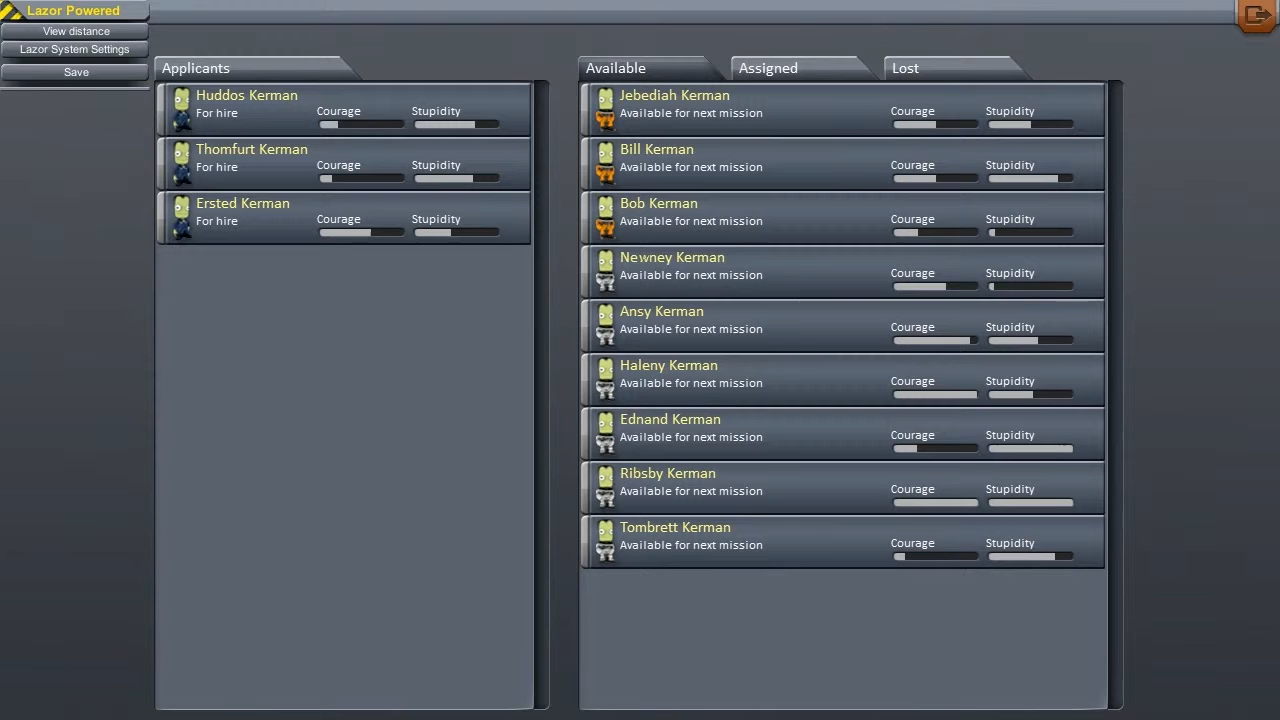 Lazor Powered
View distance
Lazor System Settings
Save
Applicants
Huddos Kerman
For hire
Courage
Stupidity
Thomfurt Kerman
For hire
Courage
Stupidity
Ersted Kerman
For hire
Courage
Stupidity
Available
Assigned
Lost
Jebediah Kerman
Available for next mission
Courage
Stupidity
Bill Kerman
Available for next mission
Courage
Stupidity
Bob Kerman
Available for next mission
Courage
Stupidity
Newney Kerman
Available for next mission
Courage
Stupidity
Ansy Kerman
Available for next mission
Courage
Stupidity
Haleny Kerman
Available for next mission
Courage
Stupidity
Ednand Kerman
Available for next mission
Courage
Stupidity
Ribsby Kerman
Available for next mission
Courage
Stupidity
Tombrett Kerman
Available for next mission
Courage
Stupidity